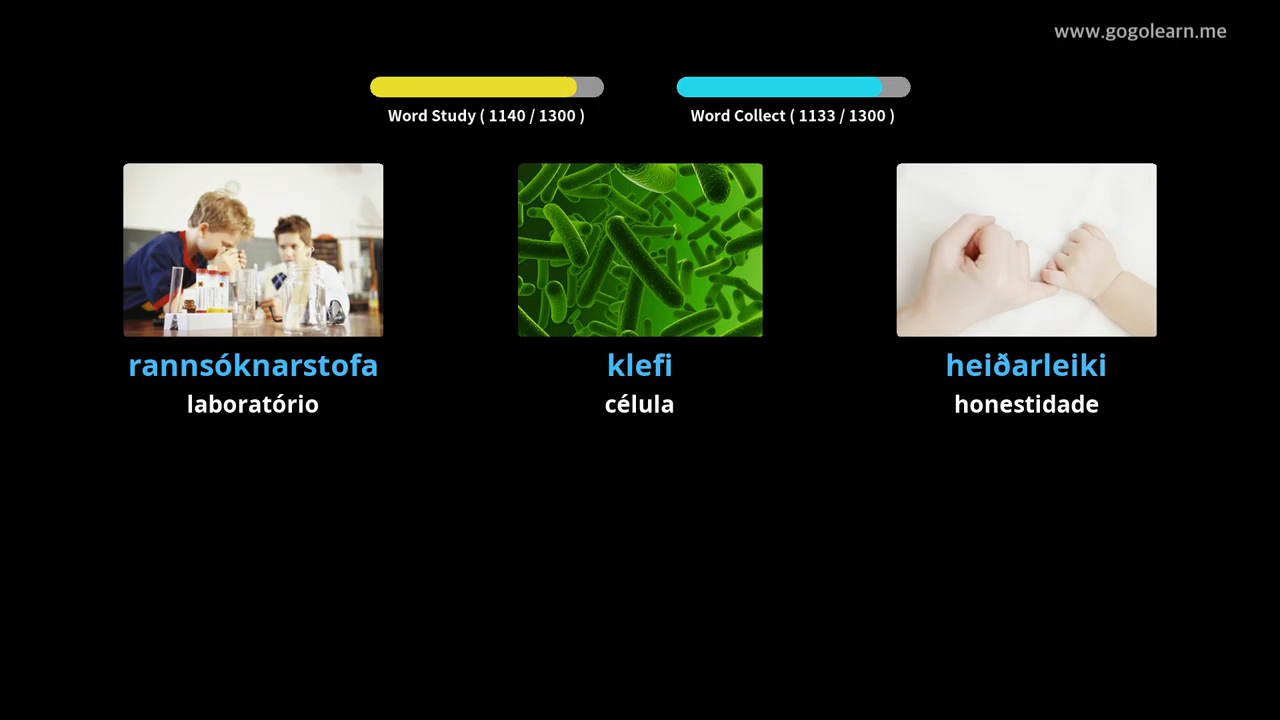 www.gogolearn.me
Word Study ( 1140 / 1300 )
Word Collect ( 1133 / 1300 )
rannsóknarstofa
laboratório
klefi
célula
heiðarleiki
honestidade